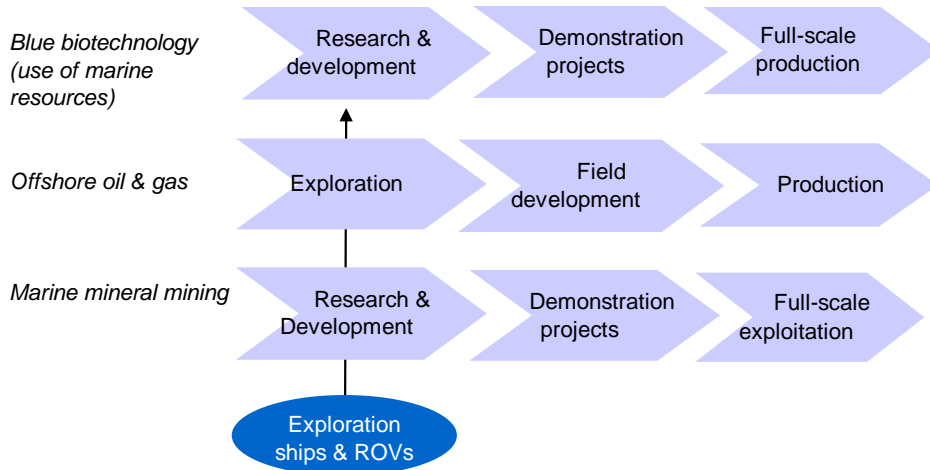 Blue biotechnology
(use of marine
resources)
Research &
development
Demonstration
projects
Full-scale
production
Offshore oil & gas
Exploration
Field
development
Production
Marine mineral mining
Research &
Development
Demonstration
projects
Full-scale
exploitation
Exploration
ships & ROVs